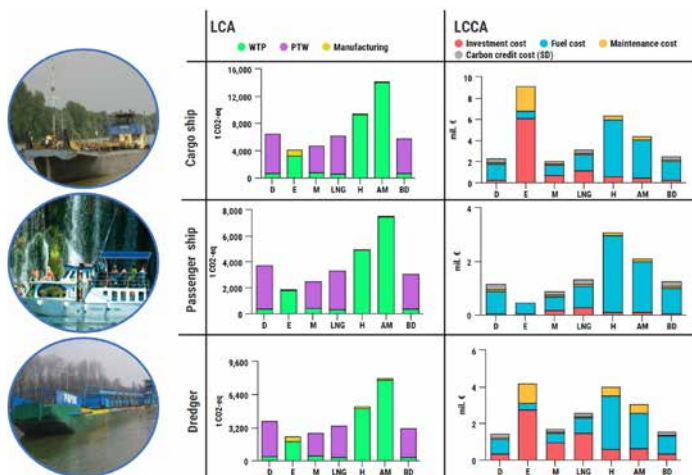 LCA
WTP PTW Manufacturing
LCCA
Investment cost Fuel cost Maintenance cost
Carbon credit cost (SD)
Cargo ship
t CO2-eq
16,000
12,000
8,000
4,000
0
D E M LNG H AM BD
mil. €
10
8
6
4
2
0
D E M LNG H AM BD
Passenger ship
t CO2-eq
8,000
6,000
4,000
2,000
0
D E M LNG H AM BD
mil. €
4
2
0
D E M LNG H AM BD
Dredger
t CO2-eq
9,600
6,400
3,200
0
D E M LNG H AM BD
mil. €
6
4
2
0
D E M LNG H AM BD